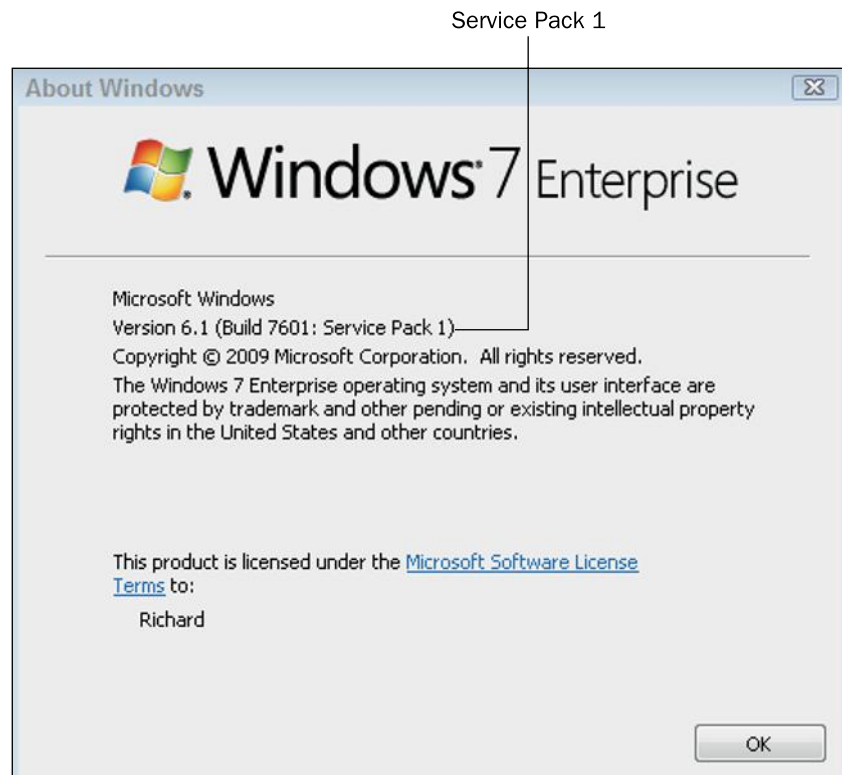 Service Pack 1
About Windows
Windows® 7 Enterprise
Microsoft Windows
Version 6.1 (Build 7601: Service Pack 1)
Copyright © 2009 Microsoft Corporation. All rights reserved.
The Windows 7 Enterprise operating system and its user interface are
protected by trademark and other pending or existing intellectual property
rights in the United States and other countries.
This product is licensed under the Microsoft Software License
Terms to:
Richard
OK